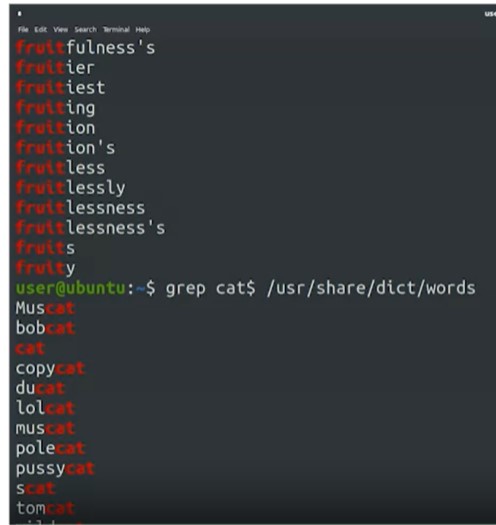 use
File Edit View Search Terminal Help
fruitfulness's
fruitier
fruitiest
fruiting
fruition
fruition's
fruitless
fruitlessly
fruitlessness
fruitlessness's
fruits
fruity
user@ubuntu:~$ grep cat$ /usr/share/dict/words
Muscat
bobcat
cat
copycat
ducat
lolcat
muscat
polecat
pussycat
scat
tomcat